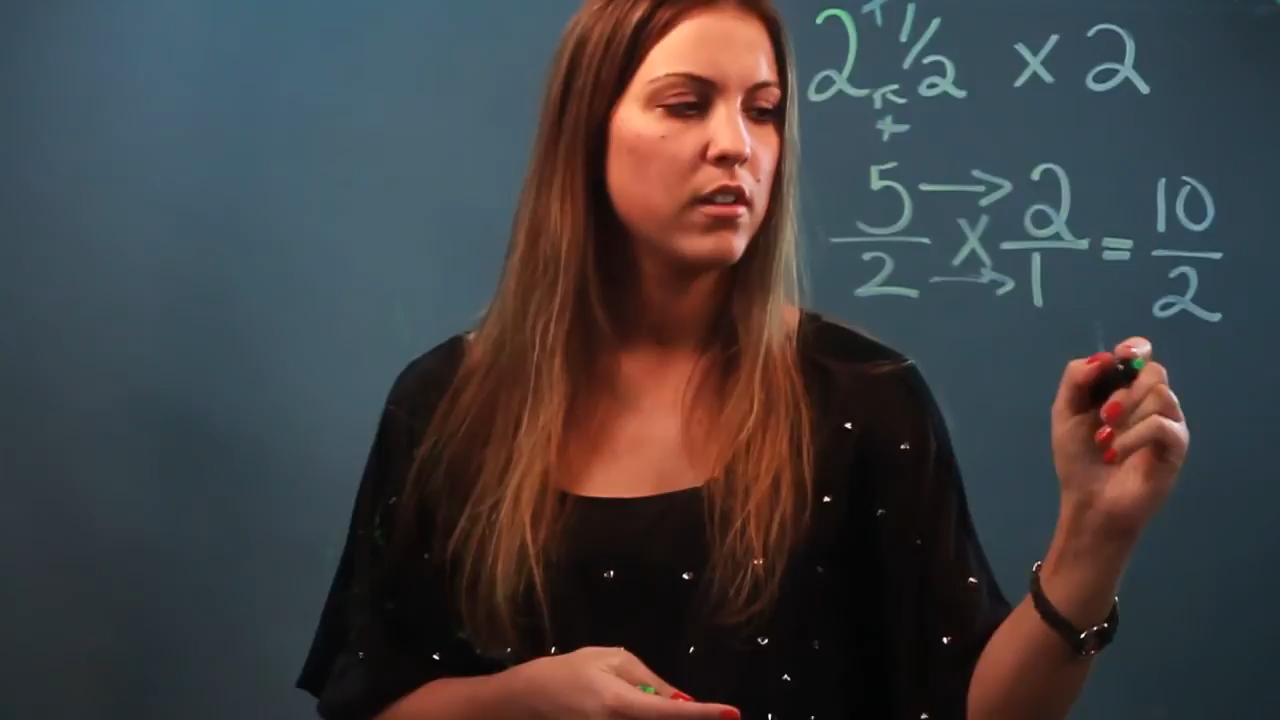 2 + 1/2 x 2
5/2 → x → 2/1 = 10/2